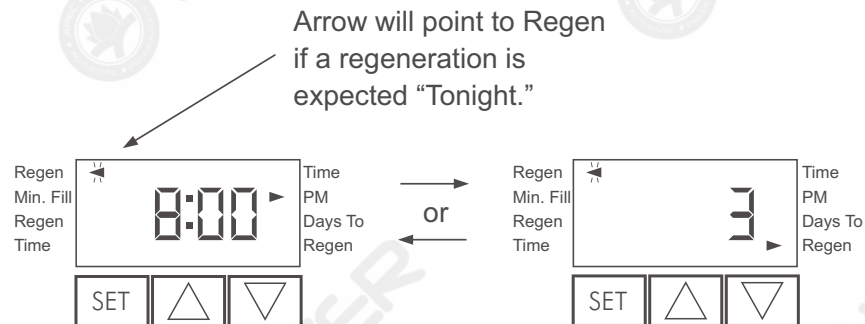 Arrow will point to Regen
if a regeneration is
expected “Tonight.”
Regen
Min. Fill
Regen
Time
8:00
Time
PM
Days To
Regen
SET
or
Regen
Min. Fill
Regen
Time
3
Time
PM
Days To
Regen
SET